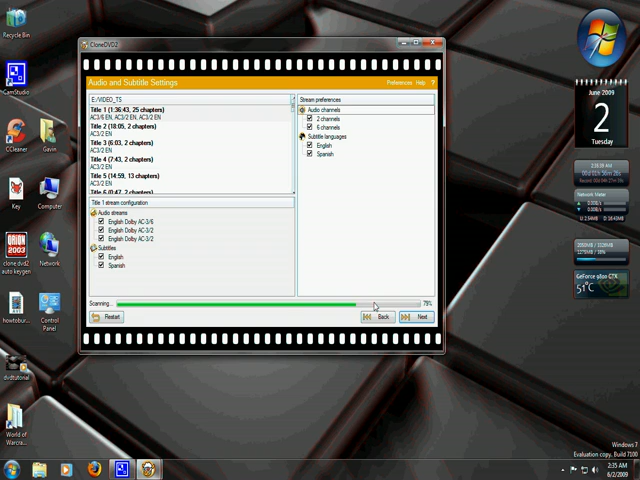 Recycle Bin
CamStudio
CCleaner
Gavin
Key
Computer
clone dvd2
auto keygen
Network
howtobur...
Control
Panel
dvdtutorial
World of
Warcra...
CloneDVD2
Audio and Subtitle Settings
Preferences Help ?
E:/VIDEO_TS
Title 1 (1:36:43, 25 chapters)
AC3/6 EN, AC3/2 EN, AC3/2 EN
Title 2 (18:05, 2 chapters)
AC3/2 EN
Title 3 (6:03, 2 chapters)
AC3/2 EN
Title 4 (7:43, 2 chapters)
AC3/2 EN
Title 5 (14:59, 13 chapters)
AC3/2 EN
Title 6 (0:47, 2 chapters)
Stream preferences
Audio channels
2 channels
6 channels
Subtitle languages
English
Spanish
Title 1 stream configuration
Audio streams
English Dolby AC-3/6
English Dolby AC-3/2
English Dolby AC-3/2
Subtitles
English
Spanish
Scanning...
79%
Restart
Back
Next
June 2009
2
Tuesday
Network Meter
GeForce 9800 GTX
51°C
Windows 7
Evaluation copy. Build 7100
2:35 AM
6/2/2009